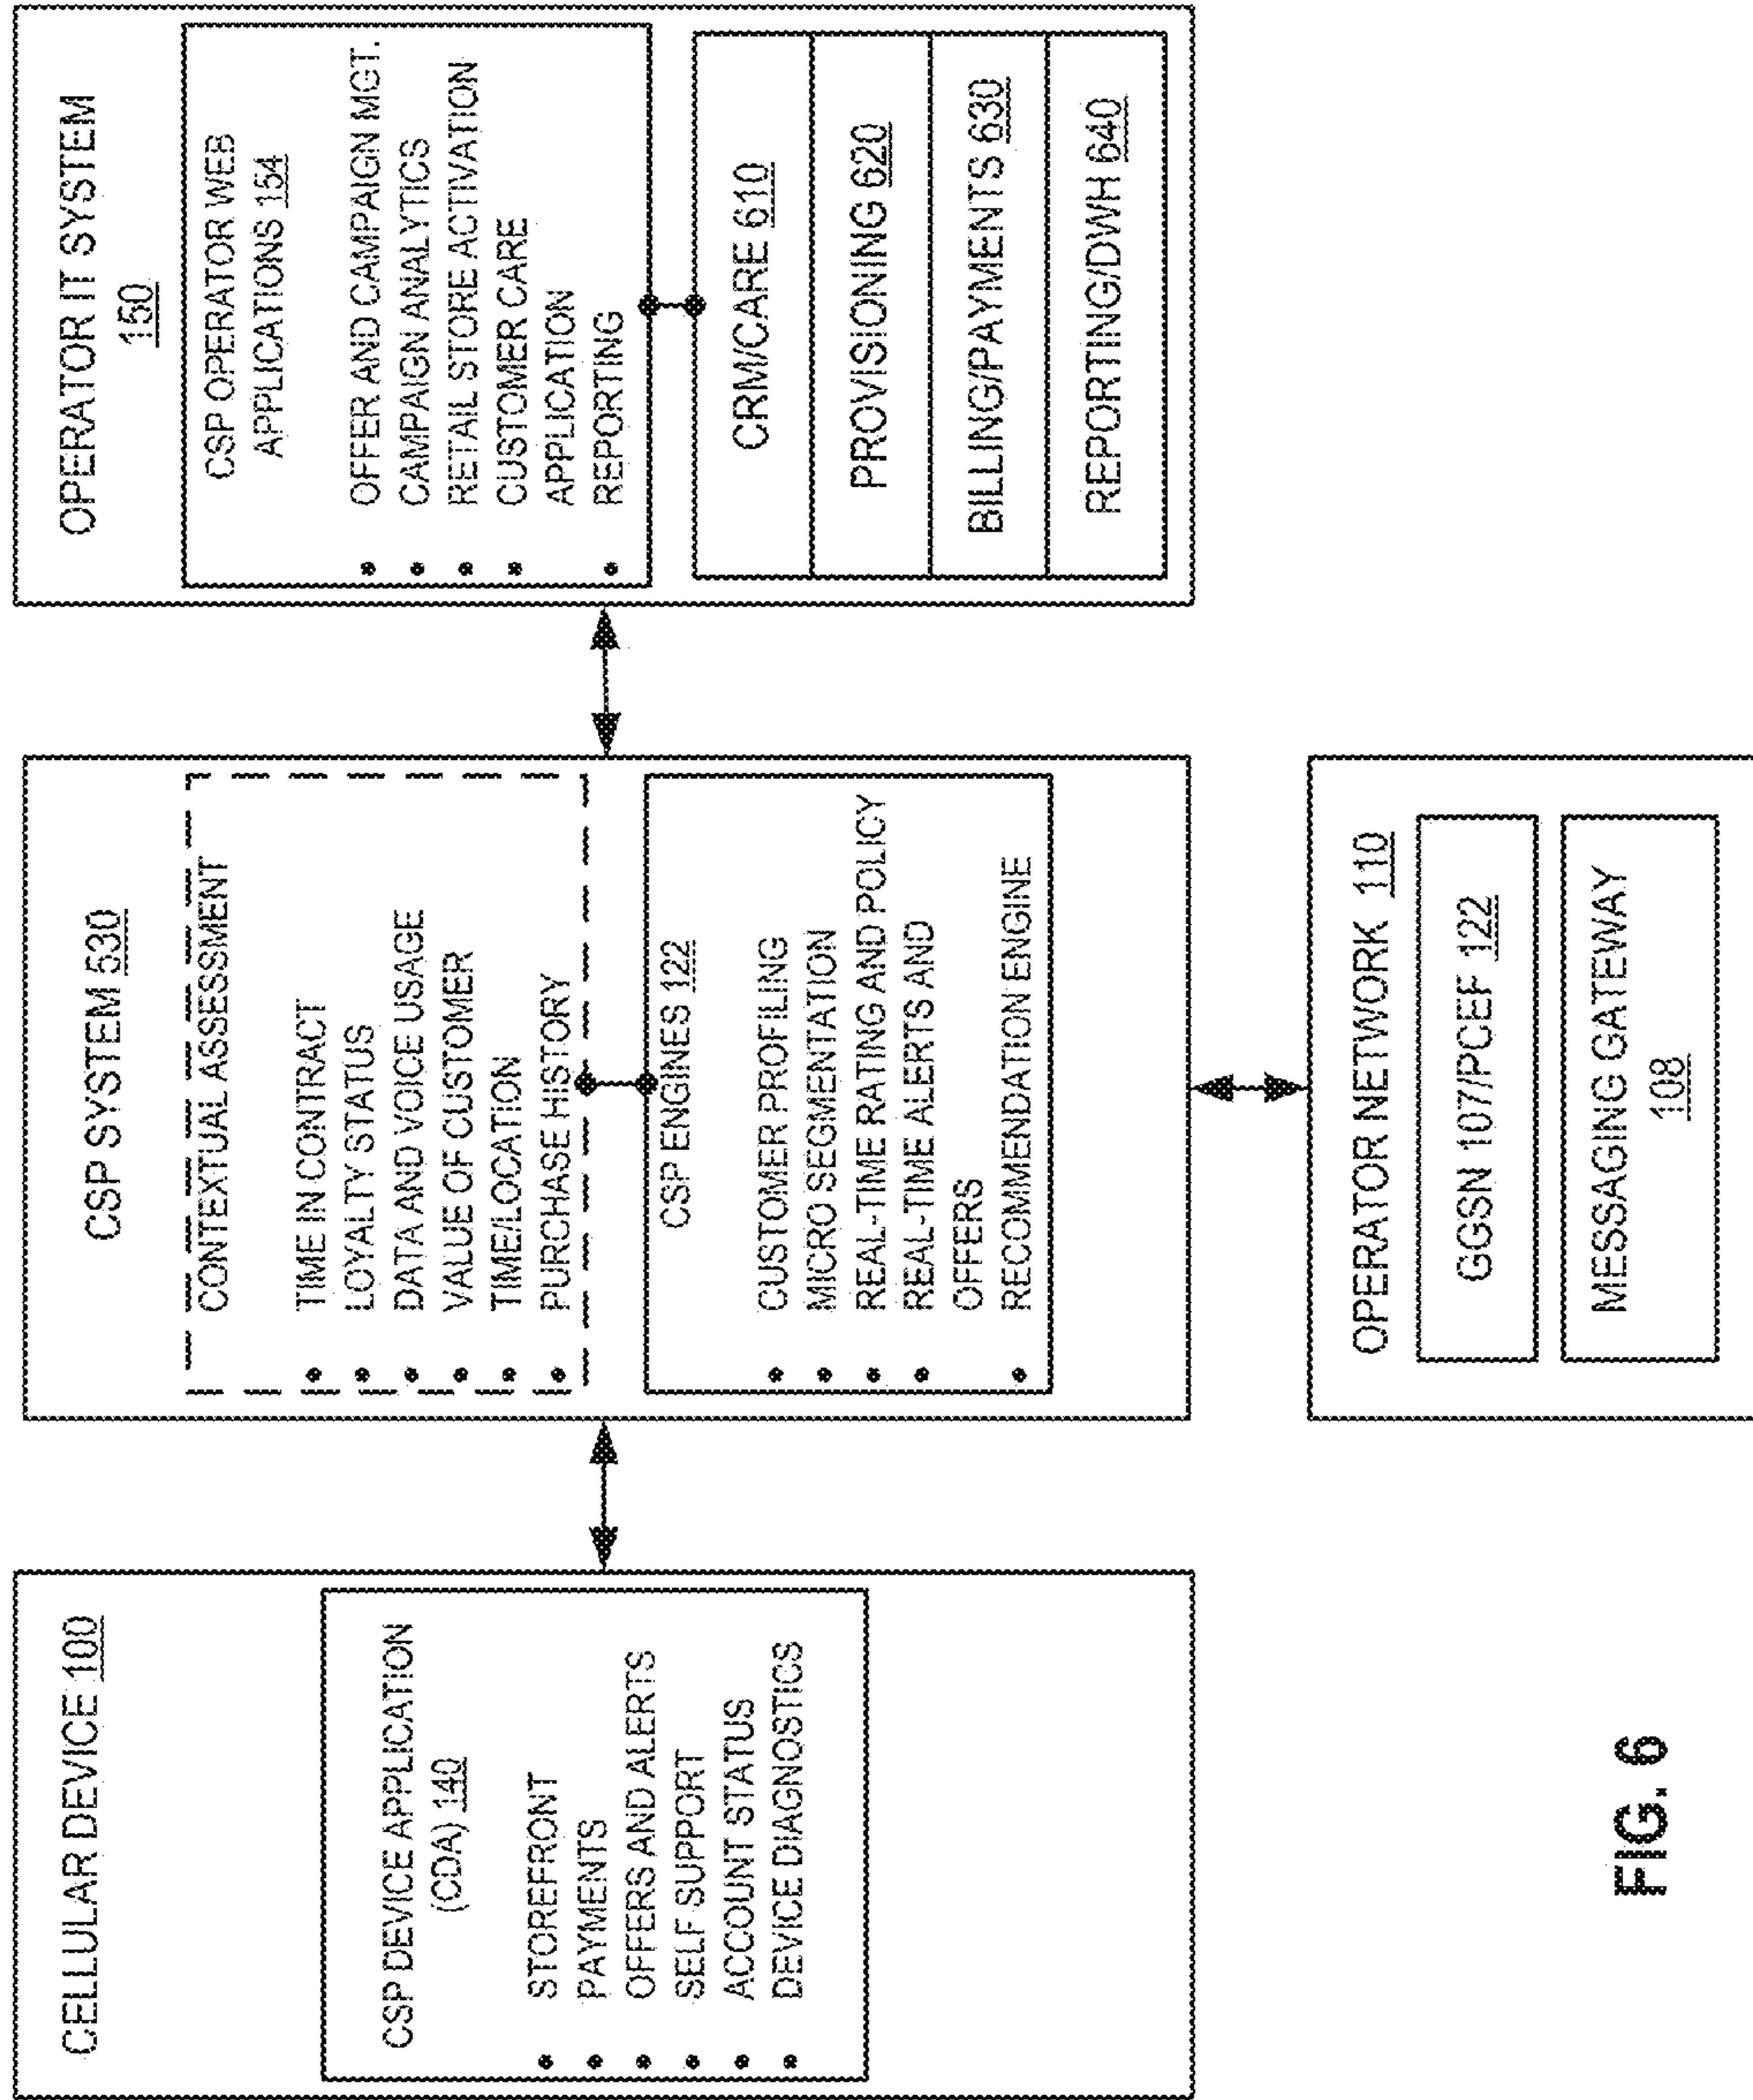 CELLULAR DEVICE 100
CSP DEVICE APPLICATION
(CDA) 140
• STOREFRONT
• PAYMENTS
• OFFERS AND ALERTS
• SELF SUPPORT
• ACCOUNT STATUS
• DEVICE DIAGNOSTICS
CSP SYSTEM 530
CONTEXTUAL ASSESSMENT
• TIME IN CONTRACT
• LOYALTY STATUS
• DATA AND VOICE USAGE
• VALUE OF CUSTOMER
• TIME/LOCATION
• PURCHASE HISTORY
CSP ENGINES 122
• CUSTOMER PROFILING
• MICRO SEGMENTATION
• REAL-TIME RATING AND POLICY
• REAL-TIME ALERTS AND
OFFERS
• RECOMMENDATION ENGINE
OPERATOR IT SYSTEM
150
CSP OPERATOR WEB
APPLICATIONS 154
• OFFER AND CAMPAIGN MGT.
• CAMPAIGN ANALYTICS
• RETAIL STORE ACTIVATION
• CUSTOMER CARE
APPLICATION
• REPORTING
CRM/CARE 610
PROVISIONING 620
BILLING/PAYMENTS 630
REPORTING/DWH 640
OPERATOR NETWORK 110
GGSN 107/PCEF 122
MESSAGING GATEWAY
108
FIG. 6